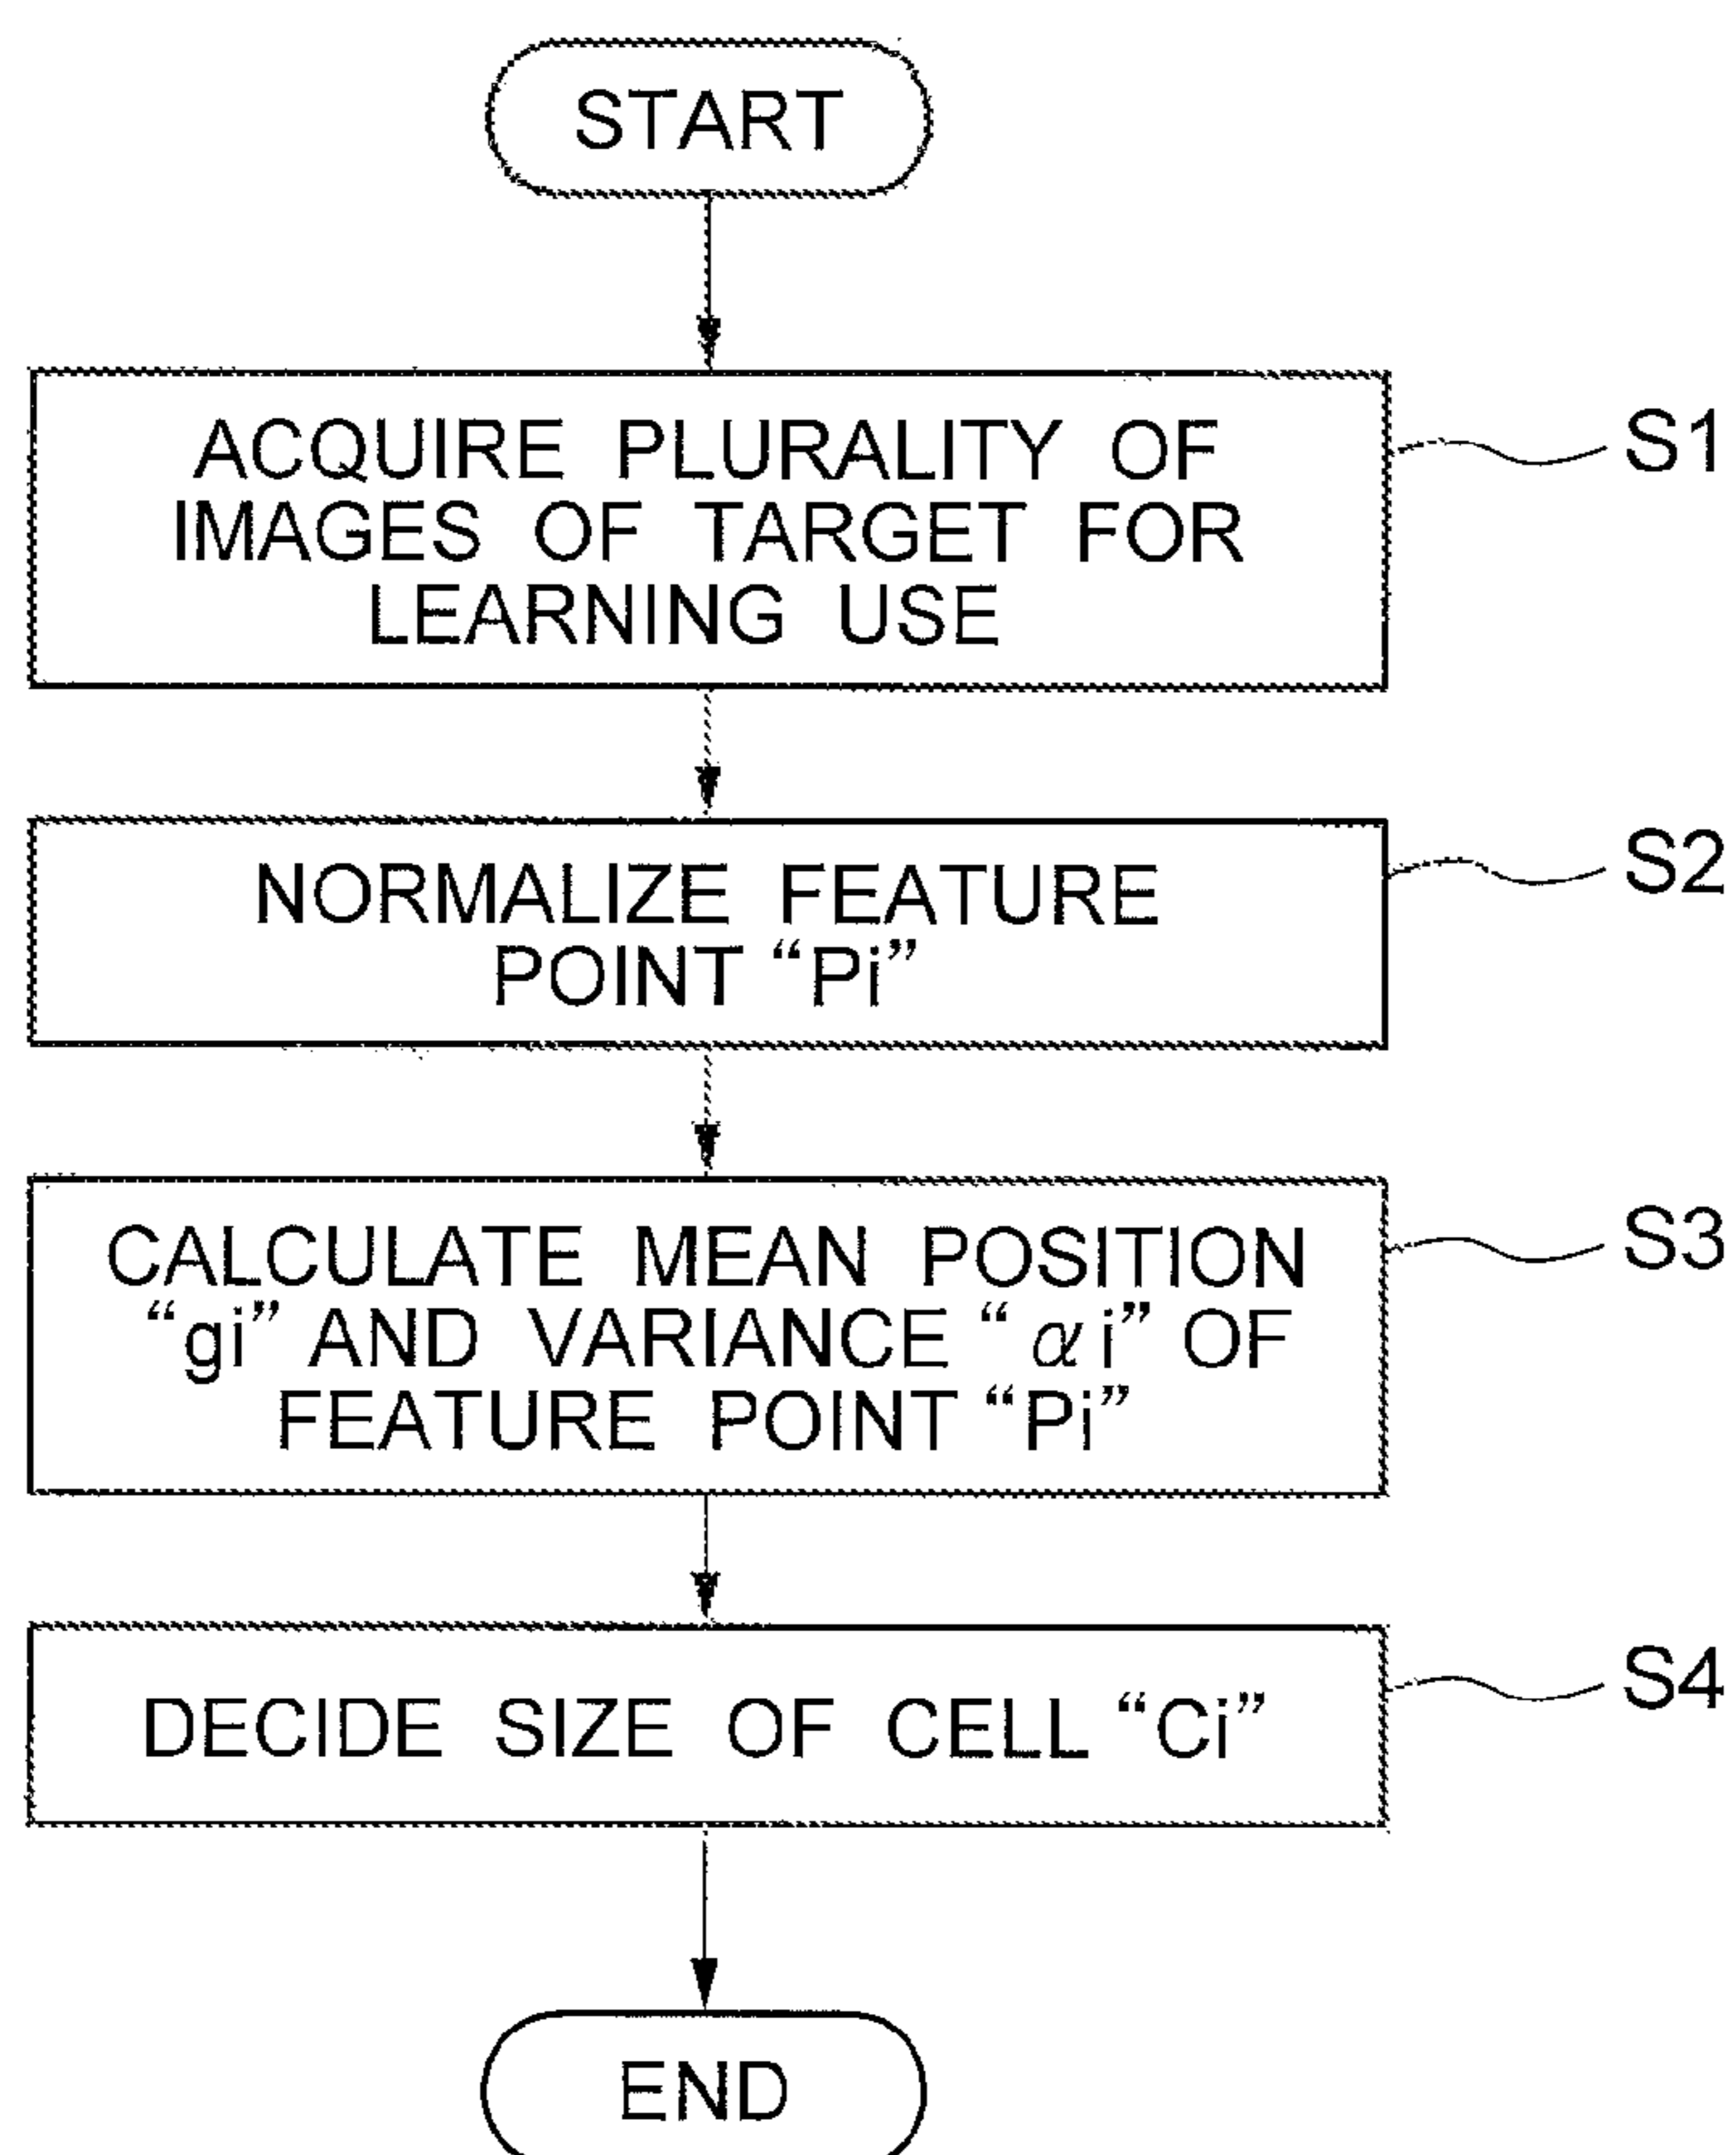 START
ACQUIRE PLURALITY OF
IMAGES OF TARGET FOR
LEARNING USE
S1
NORMALIZE FEATURE
POINT “Pi”
S2
CALCULATE MEAN POSITION
“gi” AND VARIANCE “αi” OF
FEATURE POINT “Pi”
S3
DECIDE SIZE OF CELL “Ci”
S4
END